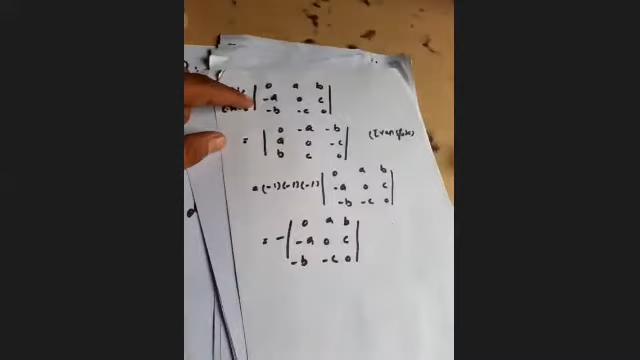 | 0 a b |
| -a 0 c |
| -b -c 0 |
= | 0 -a -b |
| a 0 -c | (Transpose)
| b c 0 |
= (-1)(-1)(-1) | 0 a b |
| -a 0 c |
| -b -c 0 |
= - | 0 a b |
| -a 0 c |
| -b -c 0 |